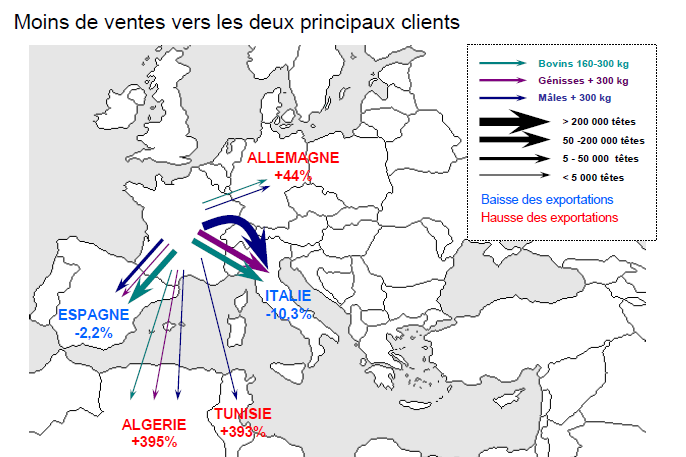 Moins de ventes vers les deux principaux clients
Bovins 160-300 kg
Génisses + 300 kg
Mâles + 300 kg
> 200 000 têtes
50 -200 000 têtes
5 - 50 000 têtes
< 5 000 têtes
Baisse des exportations
Hausse des exportations
ALLEMAGNE
+44%
ESPAGNE
-2,2%
ITALIE
-10,3%
ALGERIE
+395%
TUNISIE
+393%